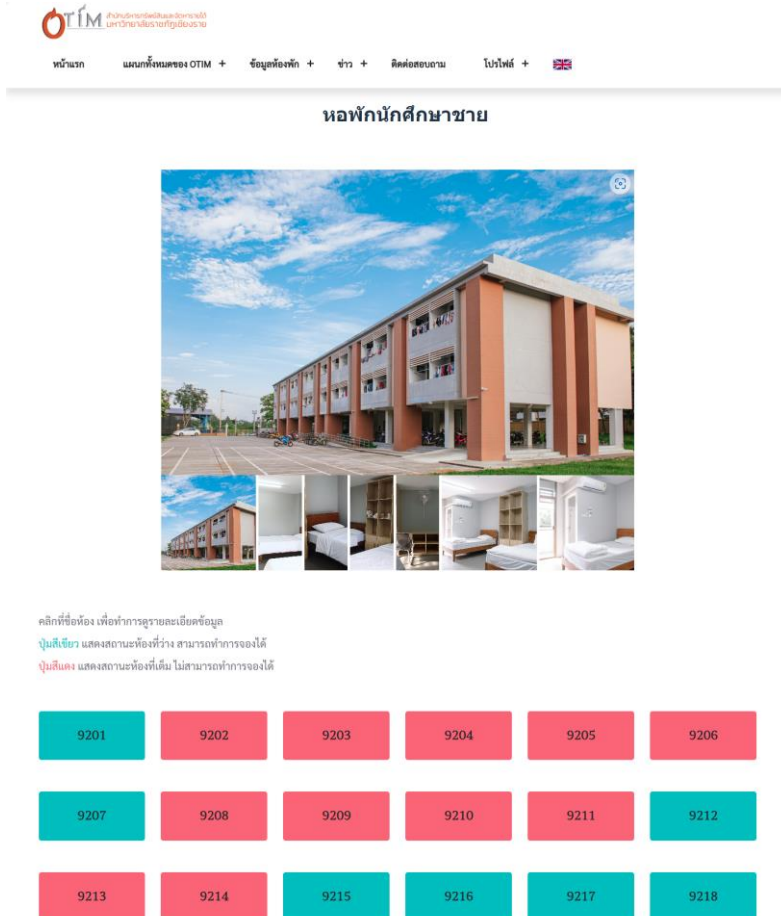 OTIM สำนักบริหารทรัพย์สินและจัดหารายได้
มหาวิทยาลัยราชภัฏเชียงราย
หน้าแรก แผนกทั้งหมดของ OTIM + ข้อมูลห้องพัก + ข่าว + ติดต่อสอบถาม โปรไฟล์ +
หอพักนักศึกษาชาย
คลิกที่ชื่อห้อง เพื่อทำการดูรายละเอียดข้อมูล
ปุ่มสีเขียว แสดงสถานะห้องที่ว่าง สามารถทำการจองได้
ปุ่มสีแดง แสดงสถานะห้องที่เต็ม ไม่สามารถทำการจองได้
9201 9202 9203 9204 9205 9206
9207 9208 9209 9210 9211 9212
9213 9214 9215 9216 9217 9218